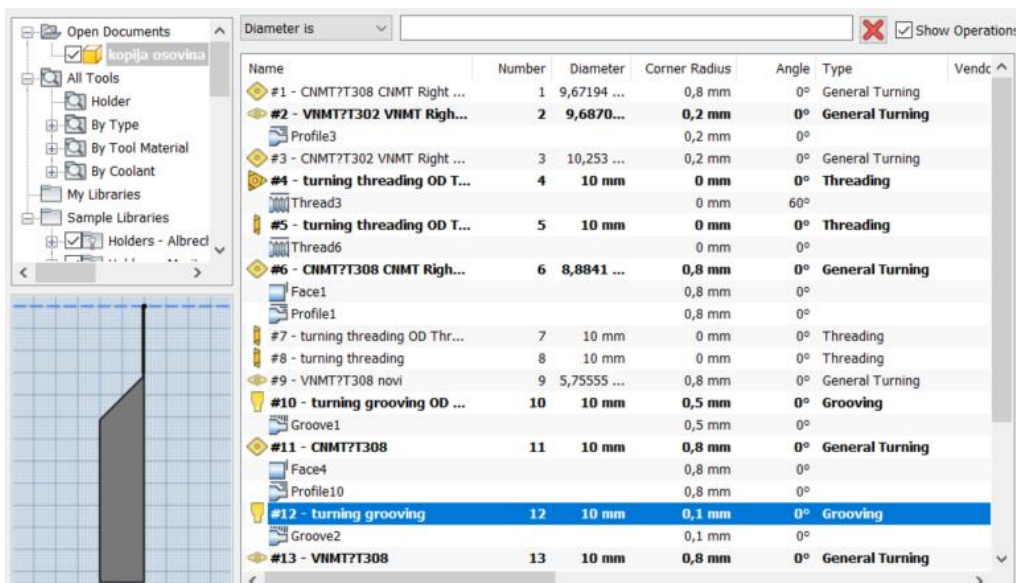 Open Documents
kopija osovina
All Tools
Holder
By Type
By Tool Material
By Coolant
My Libraries
Sample Libraries
Holders - Albrecl
Diameter is
Show Operations
Name Number Diameter Corner Radius Angle Type Vendc
#1 - CNMT?T308 CNMT Right ... 1 9,67194 ... 0,8 mm 0° General Turning
#2 - VNMT?T302 VNMT Righ... 2 9,6870... 0,2 mm 0° General Turning
Profile3 0,2 mm 0°
#3 - CNMT?T302 VNMT Right ... 3 10,253 ... 0,2 mm 0° General Turning
#4 - turning threading OD T... 4 10 mm 0 mm 0° Threading
Thread3 0 mm 60°
#5 - turning threading OD T... 5 10 mm 0 mm 0° Threading
Thread6 0 mm 0°
#6 - CNMT?T308 CNMT Righ... 6 8,8841 ... 0,8 mm 0° General Turning
Face1 0,8 mm 0°
Profile1 0,8 mm 0°
#7 - turning threading OD Thr... 7 10 mm 0 mm 0° Threading
#8 - turning threading 8 10 mm 0 mm 0° Threading
#9 - VNMT?T308 novi 9 5,75555 ... 0,8 mm 0° General Turning
#10 - turning grooving OD ... 10 10 mm 0,5 mm 0° Grooving
Groove1 0,5 mm 0°
#11 - CNMT?T308 11 10 mm 0,8 mm 0° General Turning
Face4 0,8 mm 0°
Profile10 0,8 mm 0°
#12 - turning grooving 12 10 mm 0,1 mm 0° Grooving
Groove2 0,1 mm 0°
#13 - VNMT?T308 13 10 mm 0,8 mm 0° General Turning